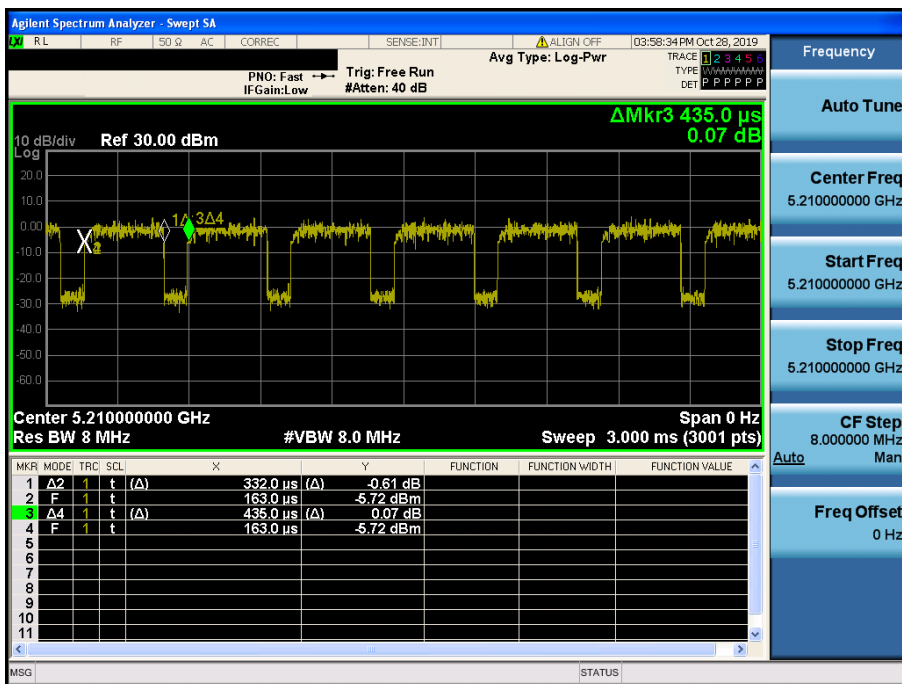 Agilent Spectrum Analyzer - Swept SA
LXI RL RF 50 Ω AC CORREC SENSE:INT ALIGN OFF 03:58:34 PM Oct 28, 2019
Avg Type: Log-Pwr
TRACE 1 2 3 4 5 6
TYPE WWWWWW
DET P P P P P P
PNO: Fast
IFGain:Low
Trig: Free Run
#Atten: 40 dB
ΔMkr3 435.0 µs
0.07 dB
10 dB/div Ref 30.00 dBm
Log
20.0
10.0
0.00
-10.0
-20.0
-30.0
-40.0
-50.0
-60.0
3Δ4
Center 5.210000000 GHz Span 0 Hz
Res BW 8 MHz #VBW 8.0 MHz Sweep 3.000 ms (3001 pts)
MKR MODE TRC SCL X Y FUNCTION FUNCTION WIDTH FUNCTION VALUE
1 Δ2 1 t (Δ) 332.0 µs (Δ) -0.61 dB
2 F 1 t 163.0 µs -5.72 dBm
3 Δ4 1 t (Δ) 435.0 µs (Δ) 0.07 dB
4 F 1 t 163.0 µs -5.72 dBm
5
6
7
8
9
10
11
MSG STATUS
Frequency
Auto Tune
Center Freq
5.210000000 GHz
Start Freq
5.210000000 GHz
Stop Freq
5.210000000 GHz
CF Step
8.000000 MHz
Auto Man
Freq Offset
0 Hz